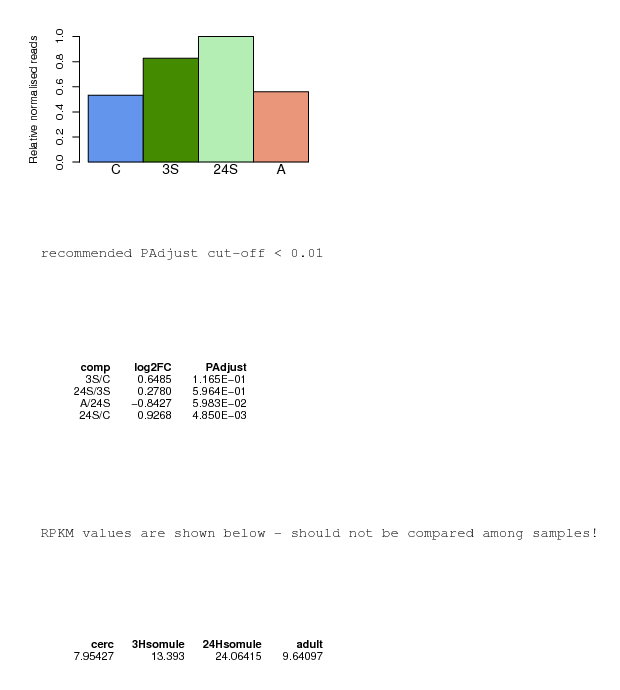 Relative normalised reads
1.0
0.8
0.6
0.4
0.2
0.0
C 3S 24S A
recommended PAdjust cut-off < 0.01
comp log2FC PAdjust
3S/C 0.6485 1.165E-01
24S/3S 0.2780 5.964E-01
A/24S -0.8427 5.983E-02
24S/C 0.9268 4.850E-03
RPKM values are shown below - should not be compared among samples!
cerc 3Hsomule 24Hsomule adult
7.95427 13.393 24.06415 9.64097